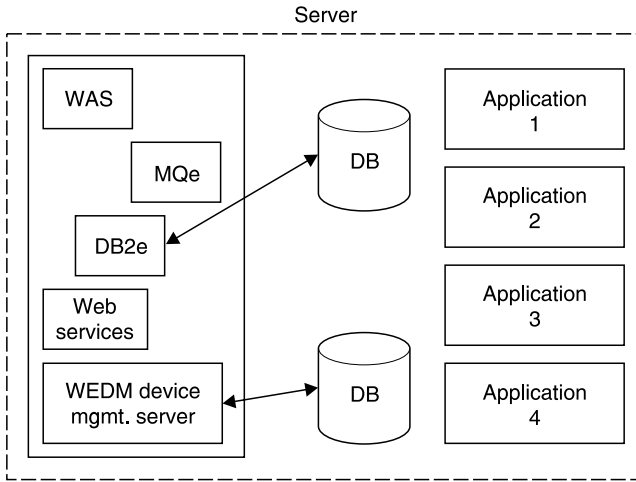 Server
WAS
MQe
DB2e
Web
services
WEDM device
mgmt. server
DB
DB
Application
1
Application
2
Application
3
Application
4